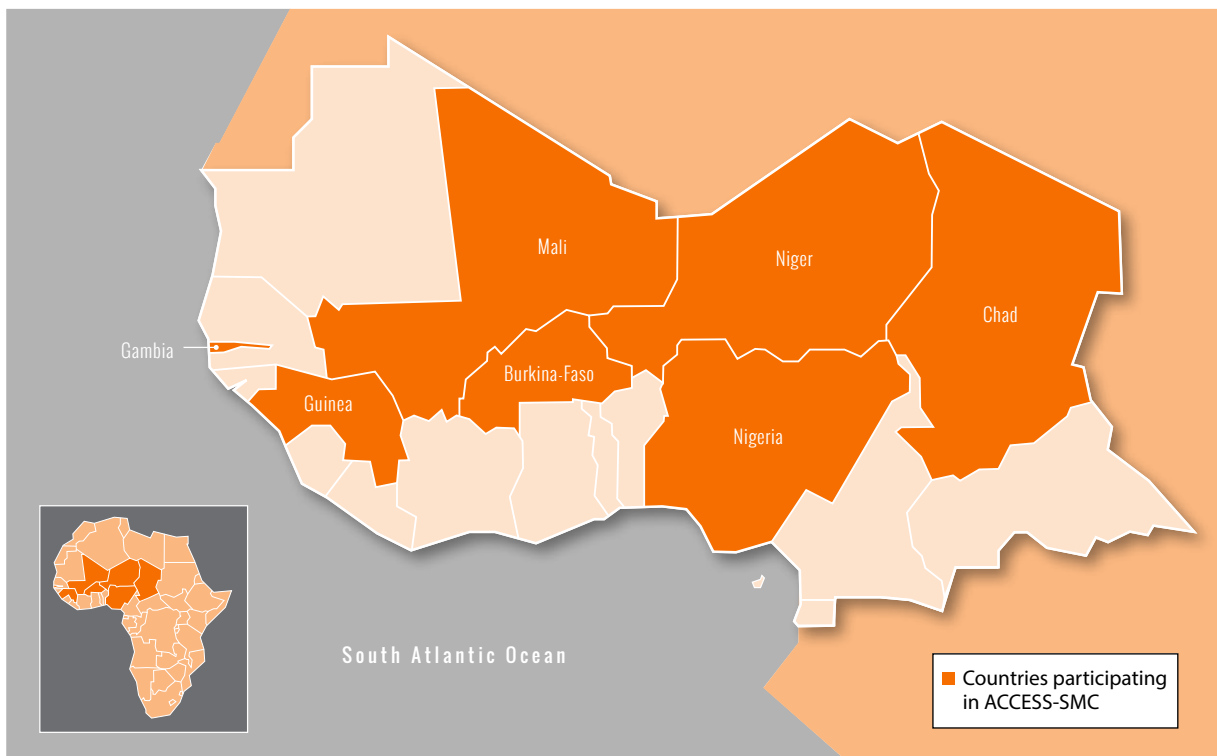 Mali
Niger
Chad
Gambia
Burkina-Faso
Guinea
Nigeria
South Atlantic Ocean
Countries participating
in ACCESS-SMC